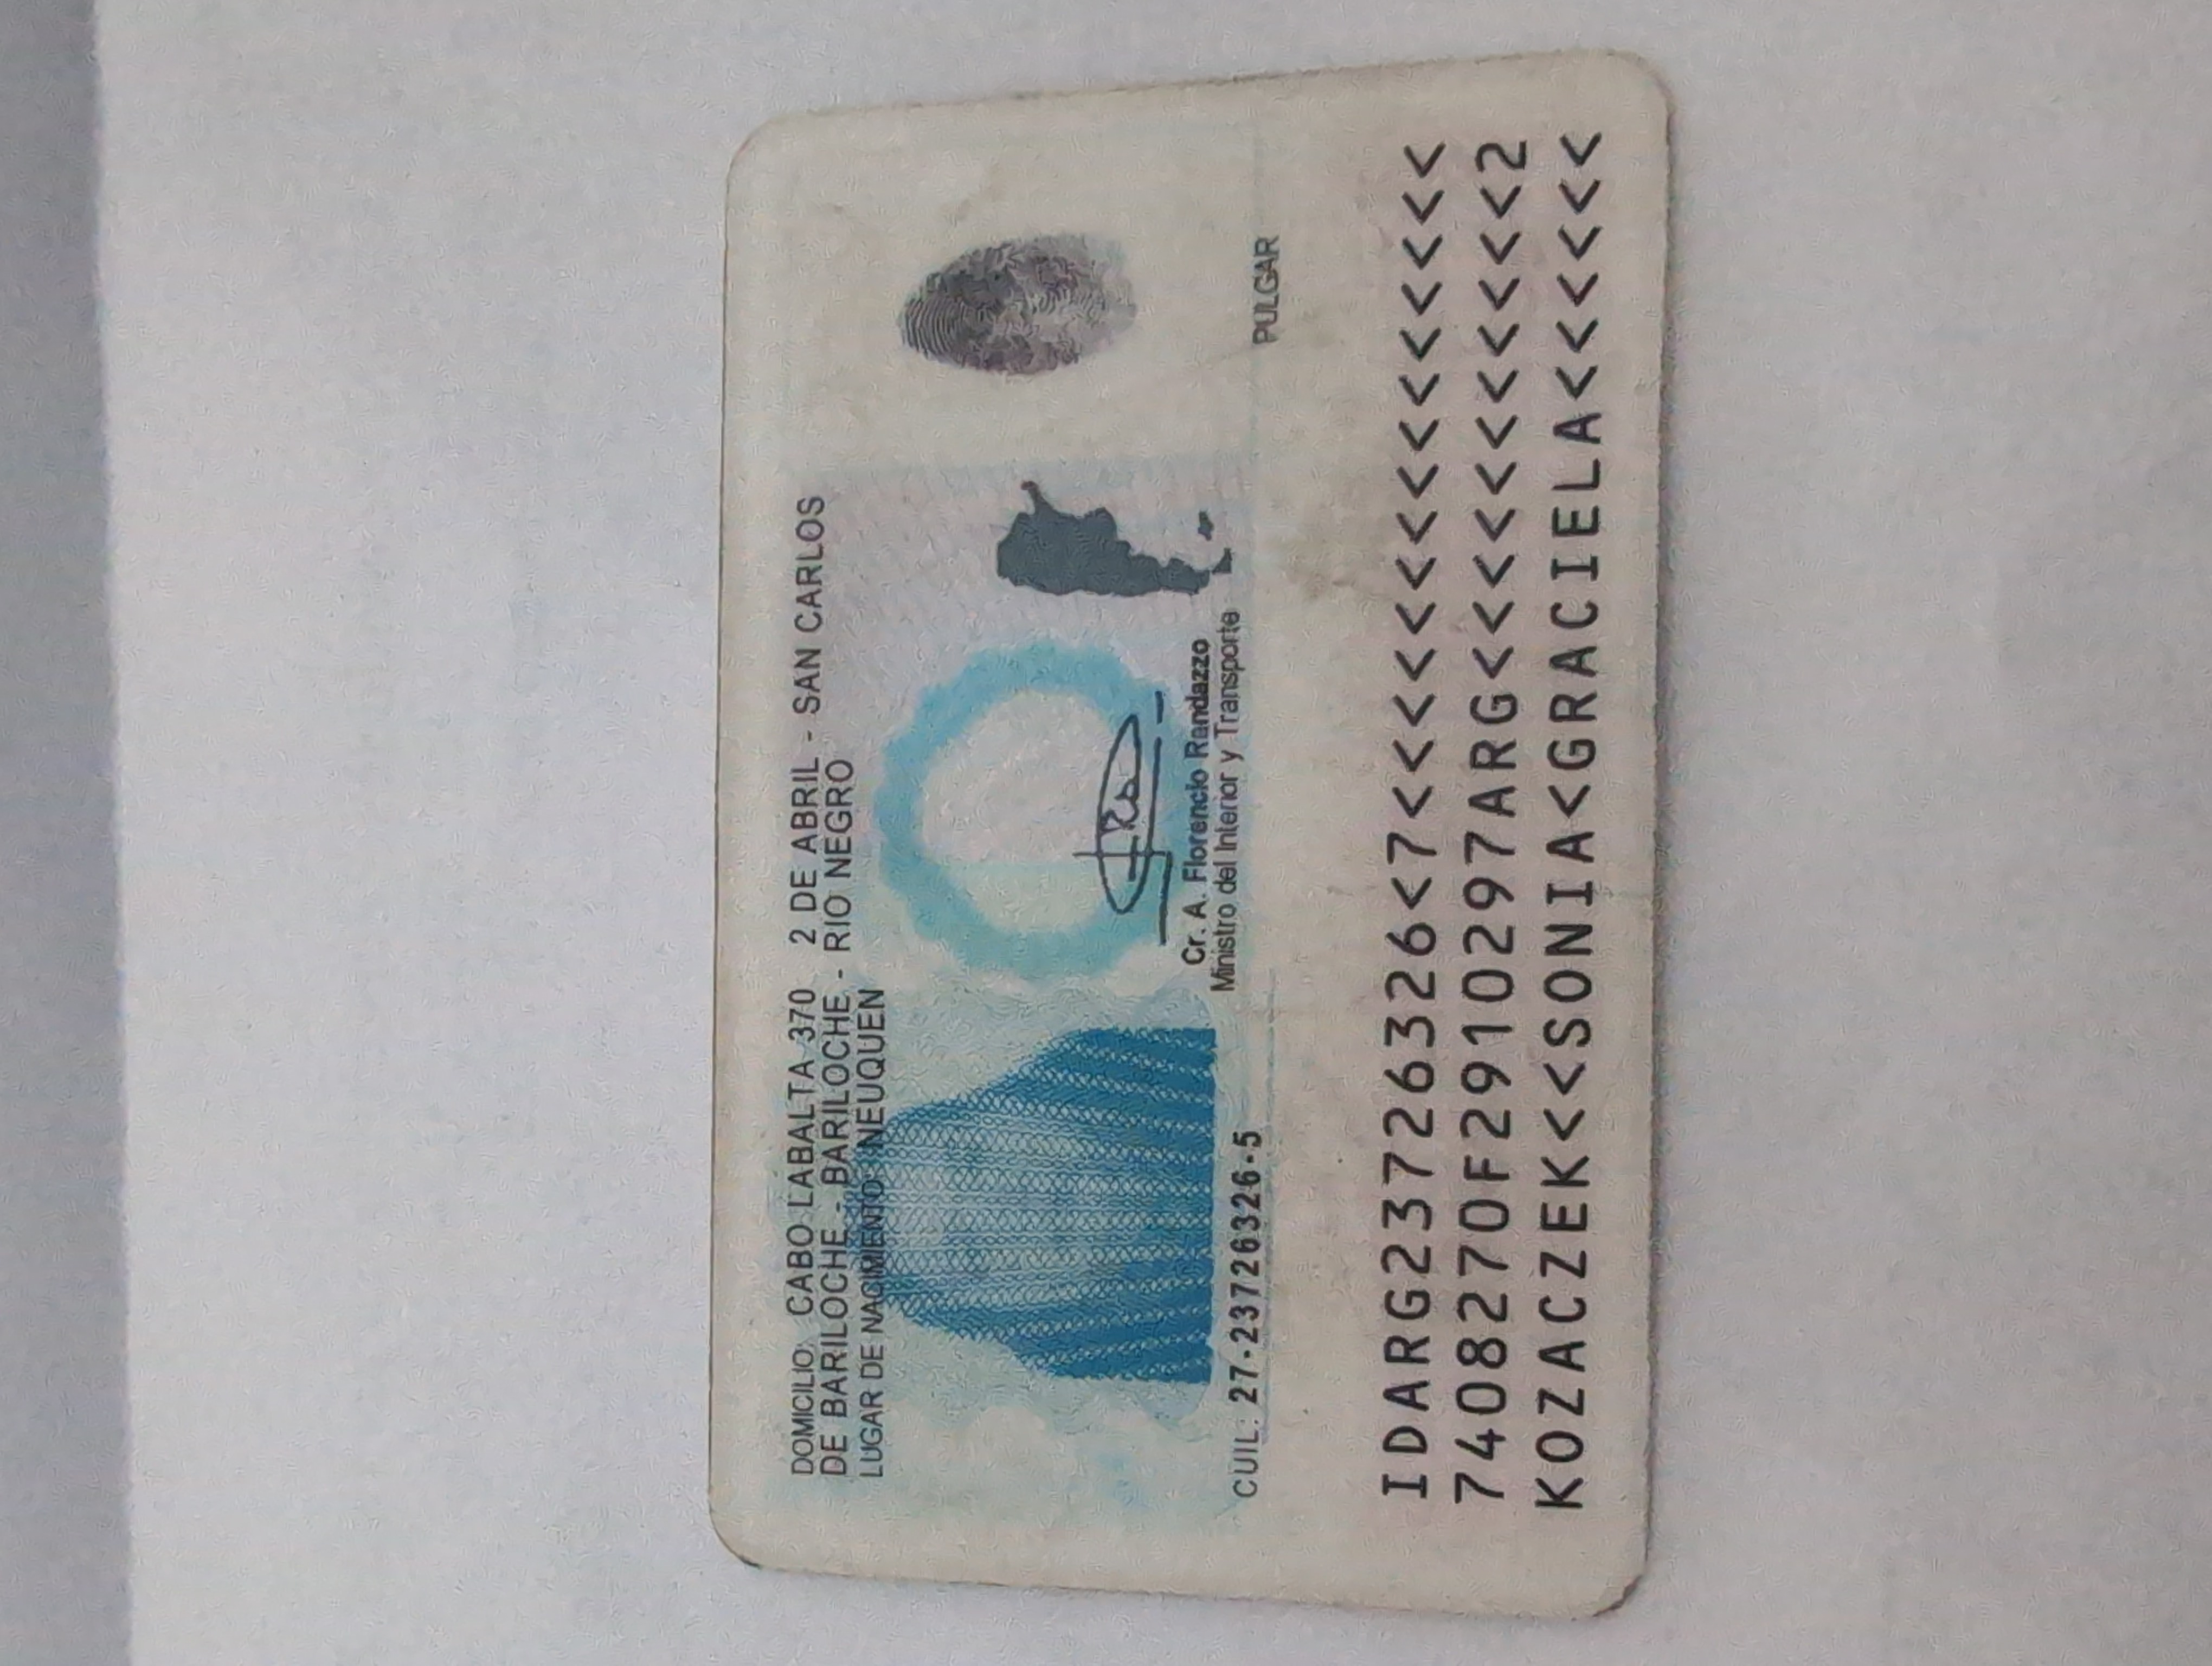 DOMICILIO: CABO LABALTA 370 2 DE ABRIL - SAN CARLOS
DE BARILOCHE - BARILOCHE - RIO NEGRO
LUGAR DE NACIMIENTO: NEUQUEN
Cr. A. Florencio Randazzo
Ministro del Interior y Transporte
CUIL: 27-23726326-5
PULGAR
IDARG23726326<7<<<<<<<<<<<<<<<
7408270F2910297ARG<<<<<<<<<<<2
KOZACZEK<<SONIA<GRACIELA<<<<<<